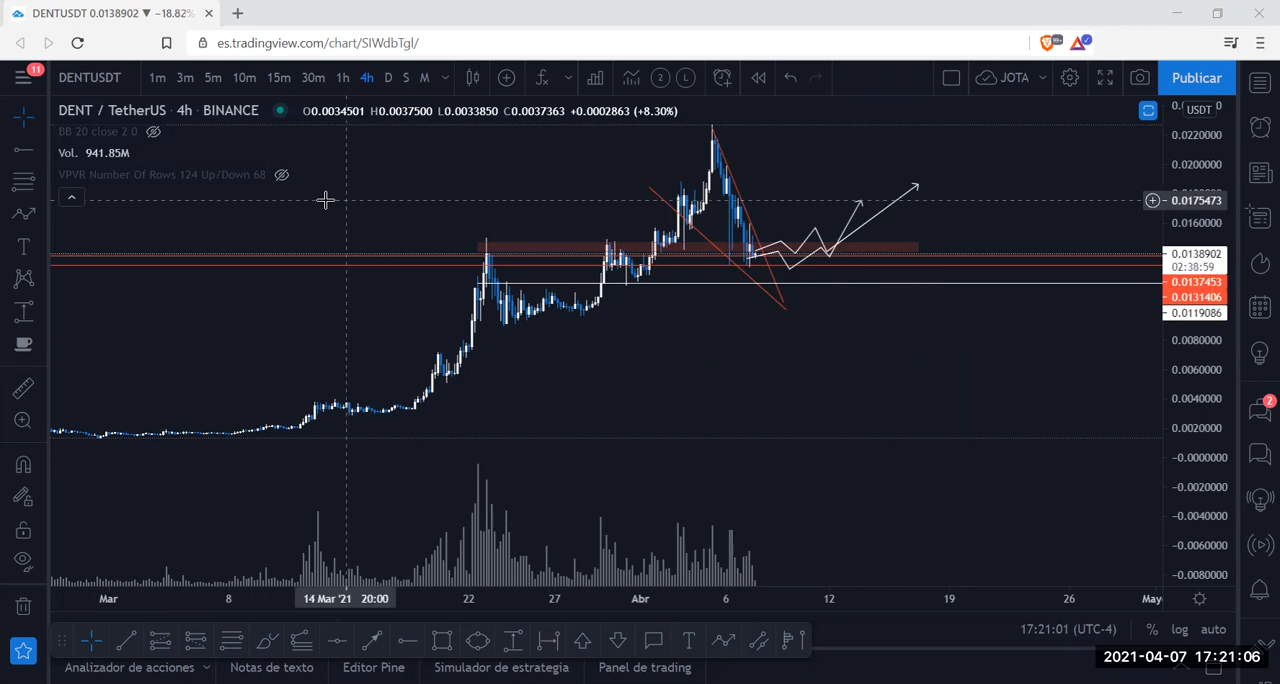 DENTUSDT 0.0138902 ▼ −18.82%
es.tradingview.com/chart/SIWdbTgl/
99+
11
DENTUSDT 1m 3m 5m 10m 15m 30m 1h 4h D S M 2 L JOTA Publicar
DENT / TetherUS · 4h · BINANCE O0.0034501 H0.0037500 L0.0033850 C0.0037363 +0.0002863 (+8.30%)
USDT
BB 20 close 2 0
0.0220000
Vol. 941.85M
0.0200000
VPVR Number Of Rows 124 Up/Down 68
0.0175473
0.0160000
0.0138902
02:38:59
0.0137453
0.0131406
0.0119086
0.0080000
0.0060000
0.0040000
2
0.0020000
−0.0000000
−0.0020000
−0.0040000
−0.0060000
−0.0080000
Mar 8 14 Mar '21 20:00 22 27 Abr 6 12 19 26 May
17:21:01 (UTC-4) % log auto
2021-04-07 17:21:06
Analizador de acciones Notas de texto Editor Pine Simulador de estrategia Panel de trading